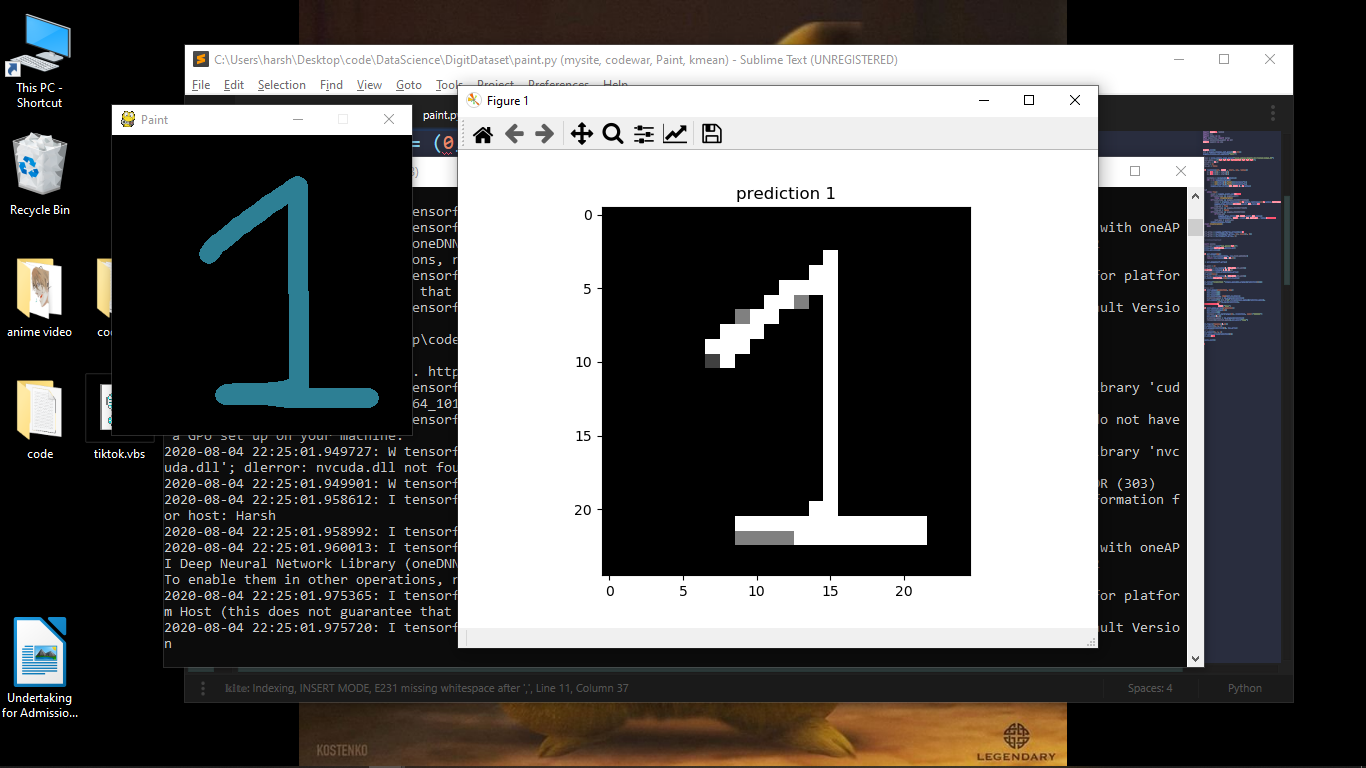 This PC -
Shortcut
Recycle Bin
anime video
code
tiktok.vbs
Undertaking
for Admissio...
C:\Users\harsh\Desktop\code\DataScience\DigitDataset\paint.py (mysite, codewar, Paint, kmean) - Sublime Text (UNREGISTERED)
File Edit Selection Find View Goto Tools Project Preferences Help
Paint
1
paint.py
= (0
Figure 1
prediction 1
0
5
10
15
20
0 5 10 15 20
3)
tensorf
tensorf with oneAP
(oneDNN
ons, r
tensorf for platfor
that
tensorf ault Versio
p\code
. http
tensorf brary 'cud
64_101
tensorf do not have
a GPU set up on your machine.
2020-08-04 22:25:01.949727: W tensorf brary 'nvc
uda.dll'; dlerror: nvcuda.dll not fou
2020-08-04 22:25:01.949901: W tensorf OR (303)
2020-08-04 22:25:01.958612: I tensorf ormation f
or host: Harsh
2020-08-04 22:25:01.958992: I tensorf
2020-08-04 22:25:01.960013: I tensorf with oneAP
I Deep Neural Network Library (oneDNN
To enable them in other operations, r
2020-08-04 22:25:01.975365: I tensorf for platfor
m Host (this does not guarantee that
2020-08-04 22:25:01.975720: I tensorf ault Versio
n
kite: Indexing, INSERT MODE, E231 missing whitespace after ',', Line 11, Column 37
Spaces: 4
Python
KOSTENKO
LEGENDARY